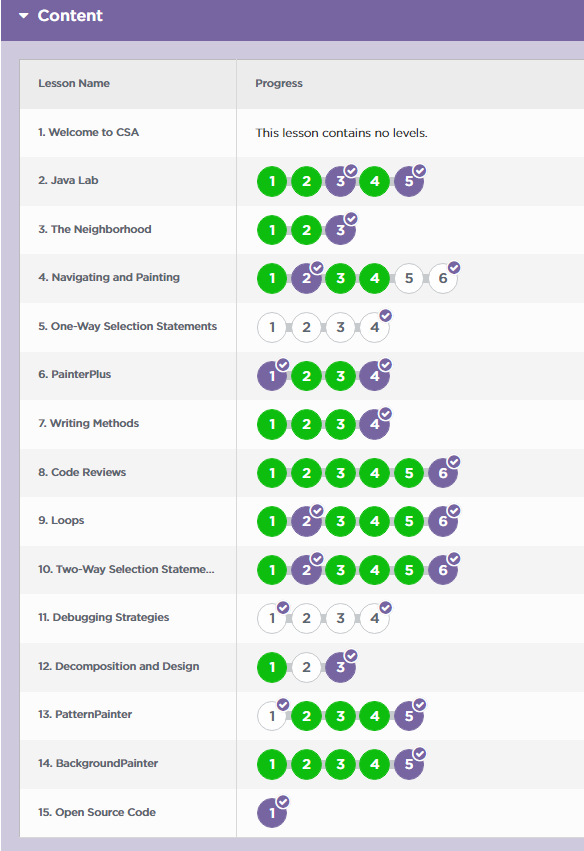 Content
Lesson Name Progress
1. Welcome to CSA This lesson contains no levels.
2. Java Lab 1 2 3 4 5
3. The Neighborhood 1 2 3
4. Navigating and Painting 1 2 3 4 5 6
5. One-Way Selection Statements 1 2 3 4
6. PainterPlus 1 2 3 4
7. Writing Methods 1 2 3 4
8. Code Reviews 1 2 3 4 5 6
9. Loops 1 2 3 4 5 6
10. Two-Way Selection Stateme... 1 2 3 4 5 6
11. Debugging Strategies 1 2 3 4
12. Decomposition and Design 1 2 3
13. PatternPainter 1 2 3 4 5
14. BackgroundPainter 1 2 3 4 5
15. Open Source Code 1